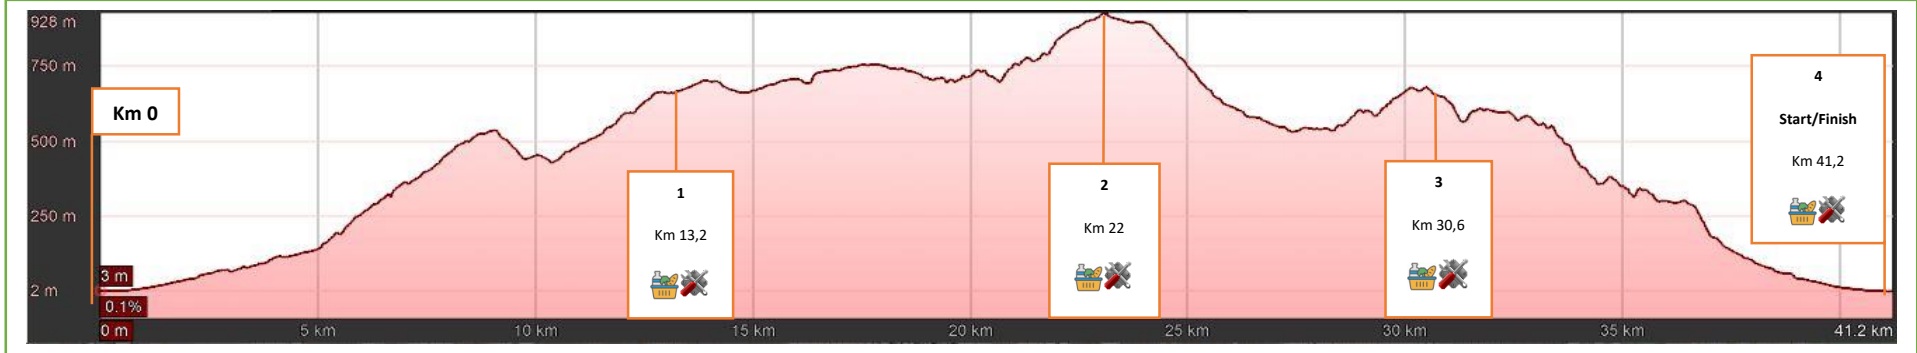 928 m
750 m
500 m
250 m
2 m
Km 0
3 m
0.1%
0 m
5 km
10 km
15 km
20 km
25 km
30 km
35 km
41.2 km
1
Km 13,2
2
Km 22
3
Km 30,6
4
Start/Finish
Km 41,2